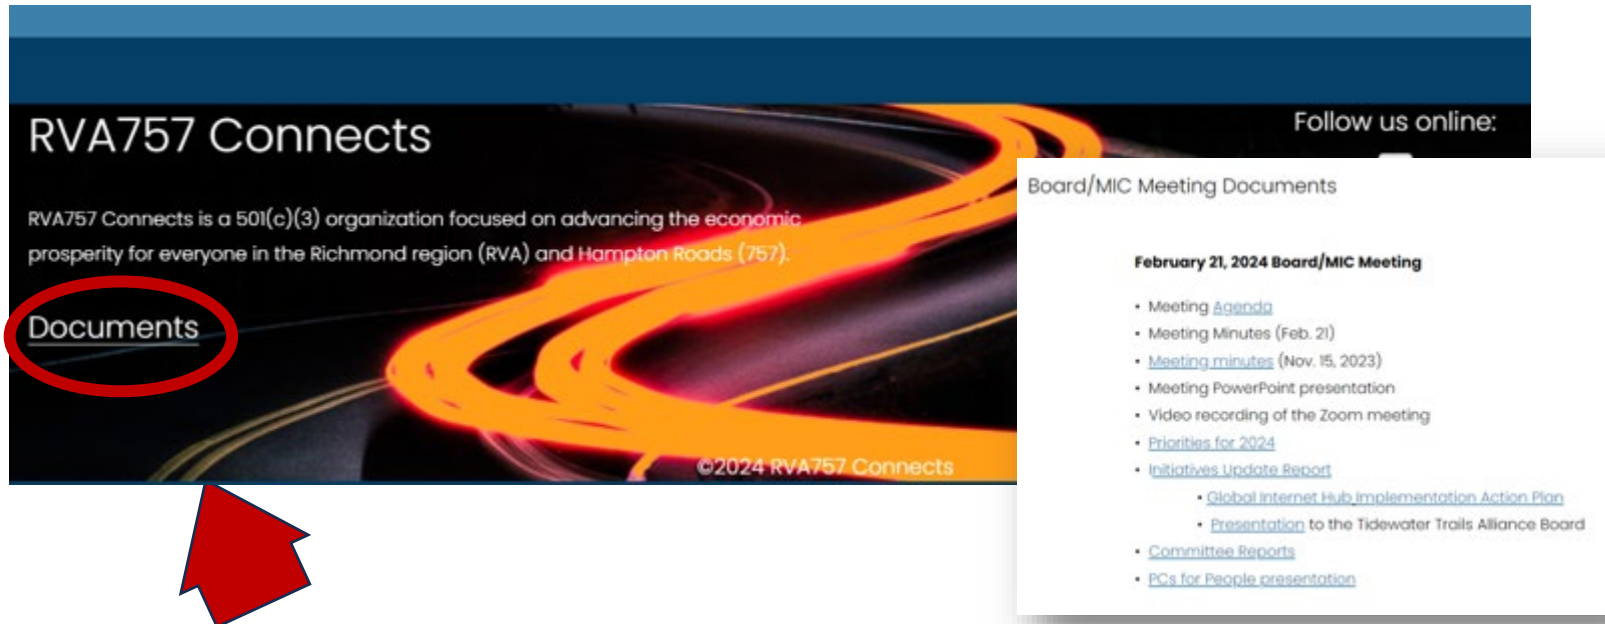 RVA757 Connects
RVA757 Connects is a 501(c)(3) organization focused on advancing the economic
prosperity for everyone in the Richmond region (RVA) and Hampton Roads (757).
Documents
©2024 RVA757 Connects
Follow us online:
Board/MIC Meeting Documents
February 21, 2024 Board/MIC Meeting
• Meeting Agenda
• Meeting Minutes (Feb. 21)
• Meeting minutes (Nov. 15, 2023)
• Meeting PowerPoint presentation
• Video recording of the Zoom meeting
• Priorities for 2024
• Initiatives Update Report
• Global Internet Hub Implementation Action Plan
• Presentation to the Tidewater Trails Alliance Board
• Committee Reports
• PCs for People presentation